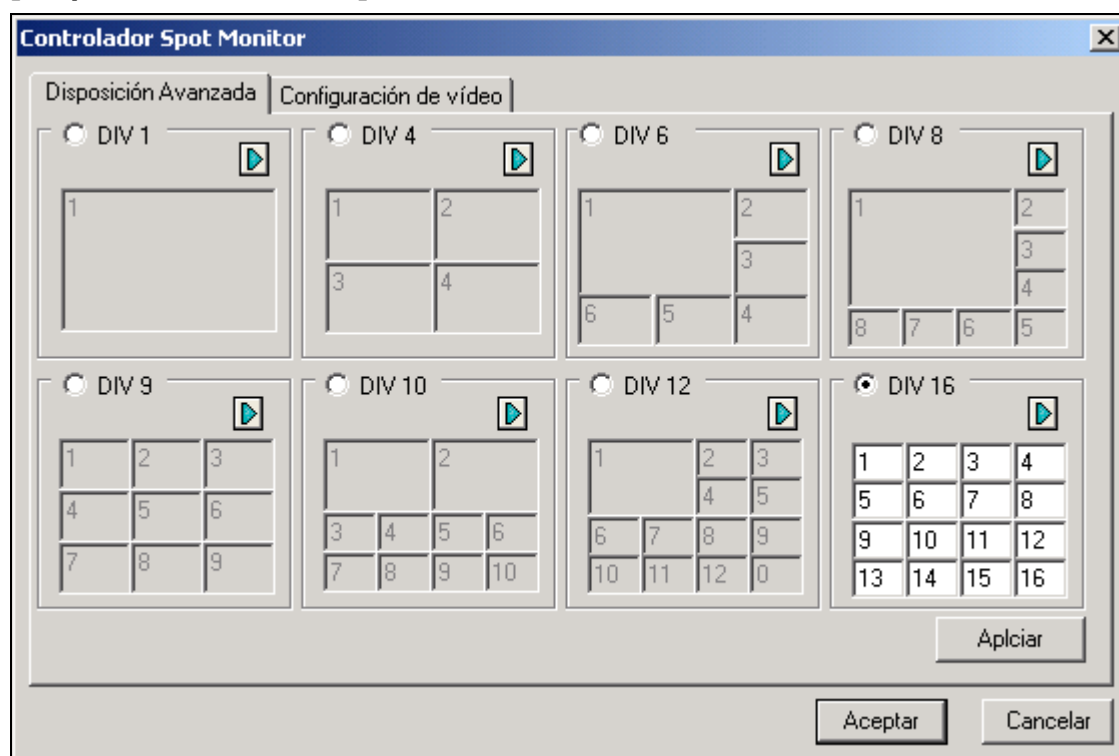 Controlador Spot Monitor
Disposición Avanzada Configuración de vídeo
DIV 1 DIV 4 DIV 6 DIV 8
1 1 2 1 2 1 2
3
3 4 3 4
6 5 4 8 7 6 5
DIV 9 DIV 10 DIV 12 DIV 16
1 2 3 1 2 1 2 3 1 2 3 4
4 5 6 4 5 5 6 7 8
3 4 5 6 6 7 8 9 9 10 11 12
7 8 9 7 8 9 10 10 11 12 0 13 14 15 16
Aplciar
Aceptar Cancelar